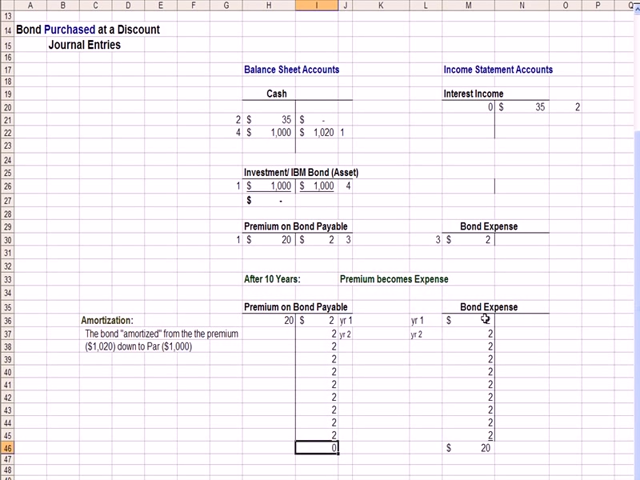 A B C D E F G H I J K L M N O P Q
13
14 Bond Purchased at a Discount
15 Journal Entries
16
17 Balance Sheet Accounts Income Statement Accounts
18
19 Cash Interest Income
20 0 $ 35 2
21 2 $ 35 $ -
22 4 $ 1,000 $ 1,020 1
23
24
25 Investment/ IBM Bond (Asset)
26 1 $ 1,000 $ 1,000 4
27 $ -
28
29 Premium on Bond Payable Bond Expense
30 1 $ 20 $ 2 3 3 $ 2
31
32
33 After 10 Years: Premium becomes Expense
34
35 Premium on Bond Payable Bond Expense
36 Amortization: 20 $ 2 yr 1 yr 1 $ 2
37 The bond "amortized" from the the premium 2 yr 2 yr 2 2
38 ($1,020) down to Par ($1,000) 2 2
39 2 2
40 2 2
41 2 2
42 2 2
43 2 2
44 2 2
45 2 2
46 0 $ 20
47
48